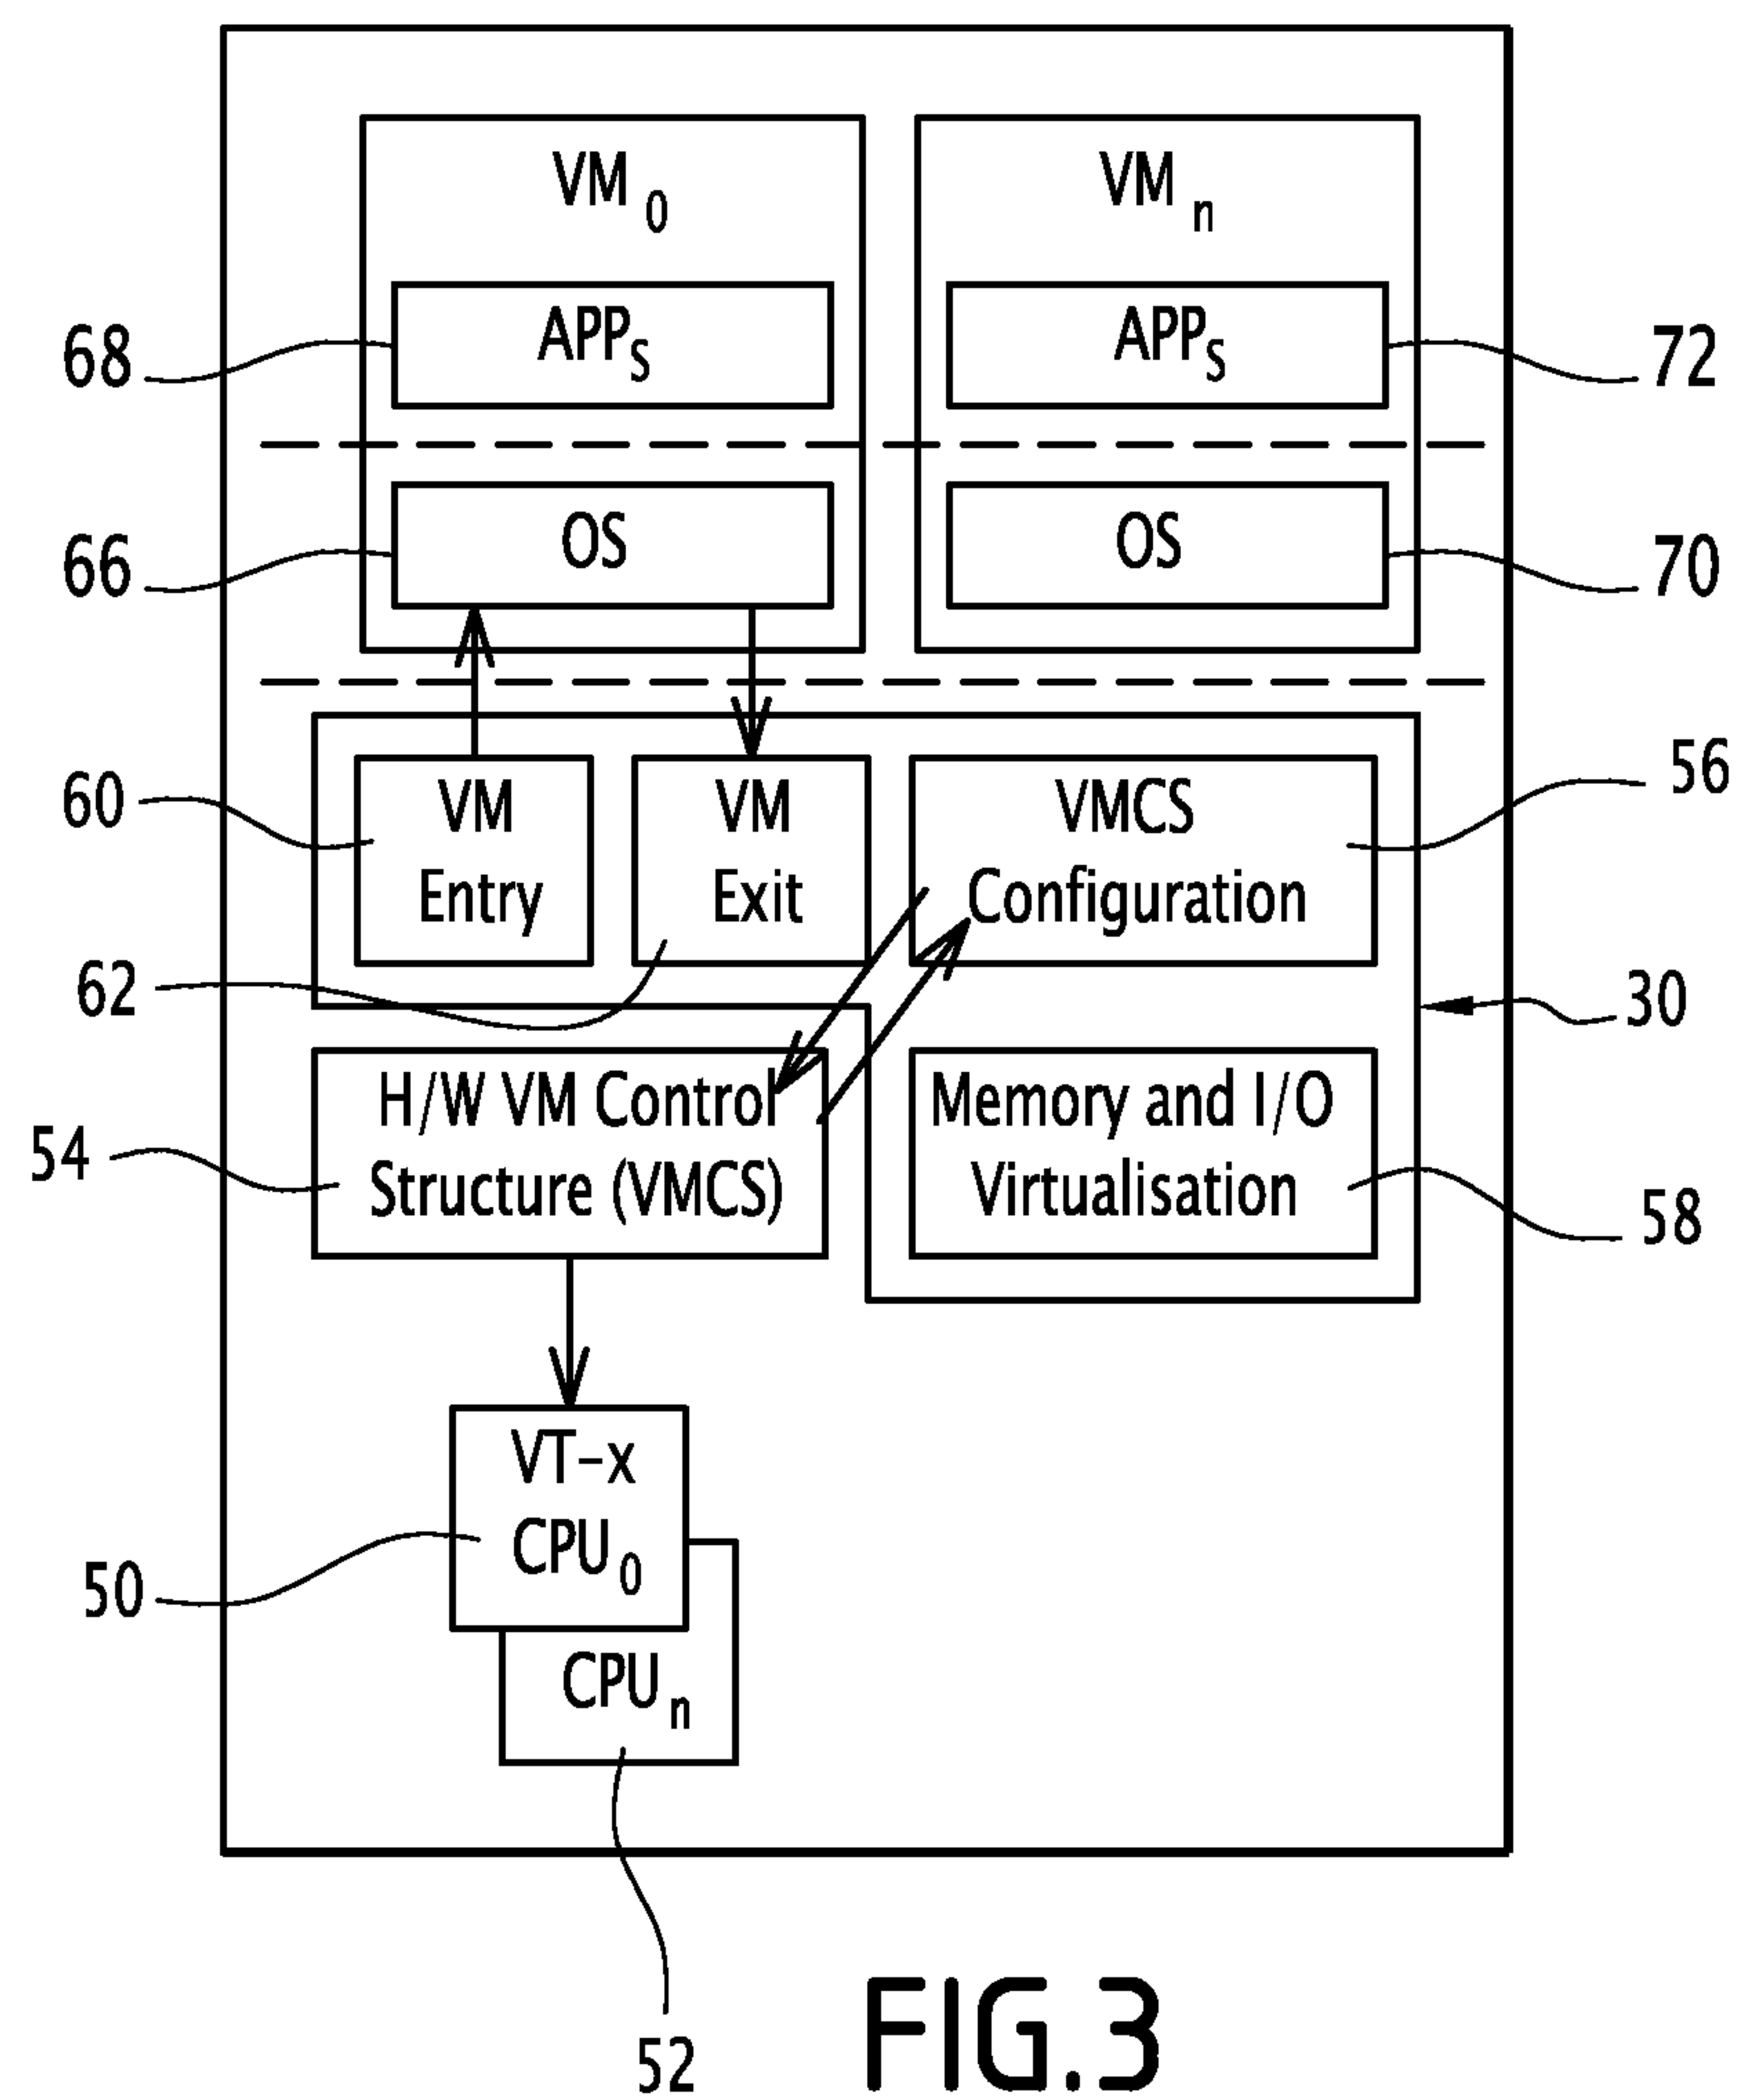 VM0 VMn
68 APPS APPS 72
66 OS OS 70
60 VM Entry VM Exit VMCS Configuration 56
62
30
54 H/W VM Control Structure (VMCS) Memory and I/O Virtualisation 58
VT-x
CPU0
50
CPUn
52
FIG.3